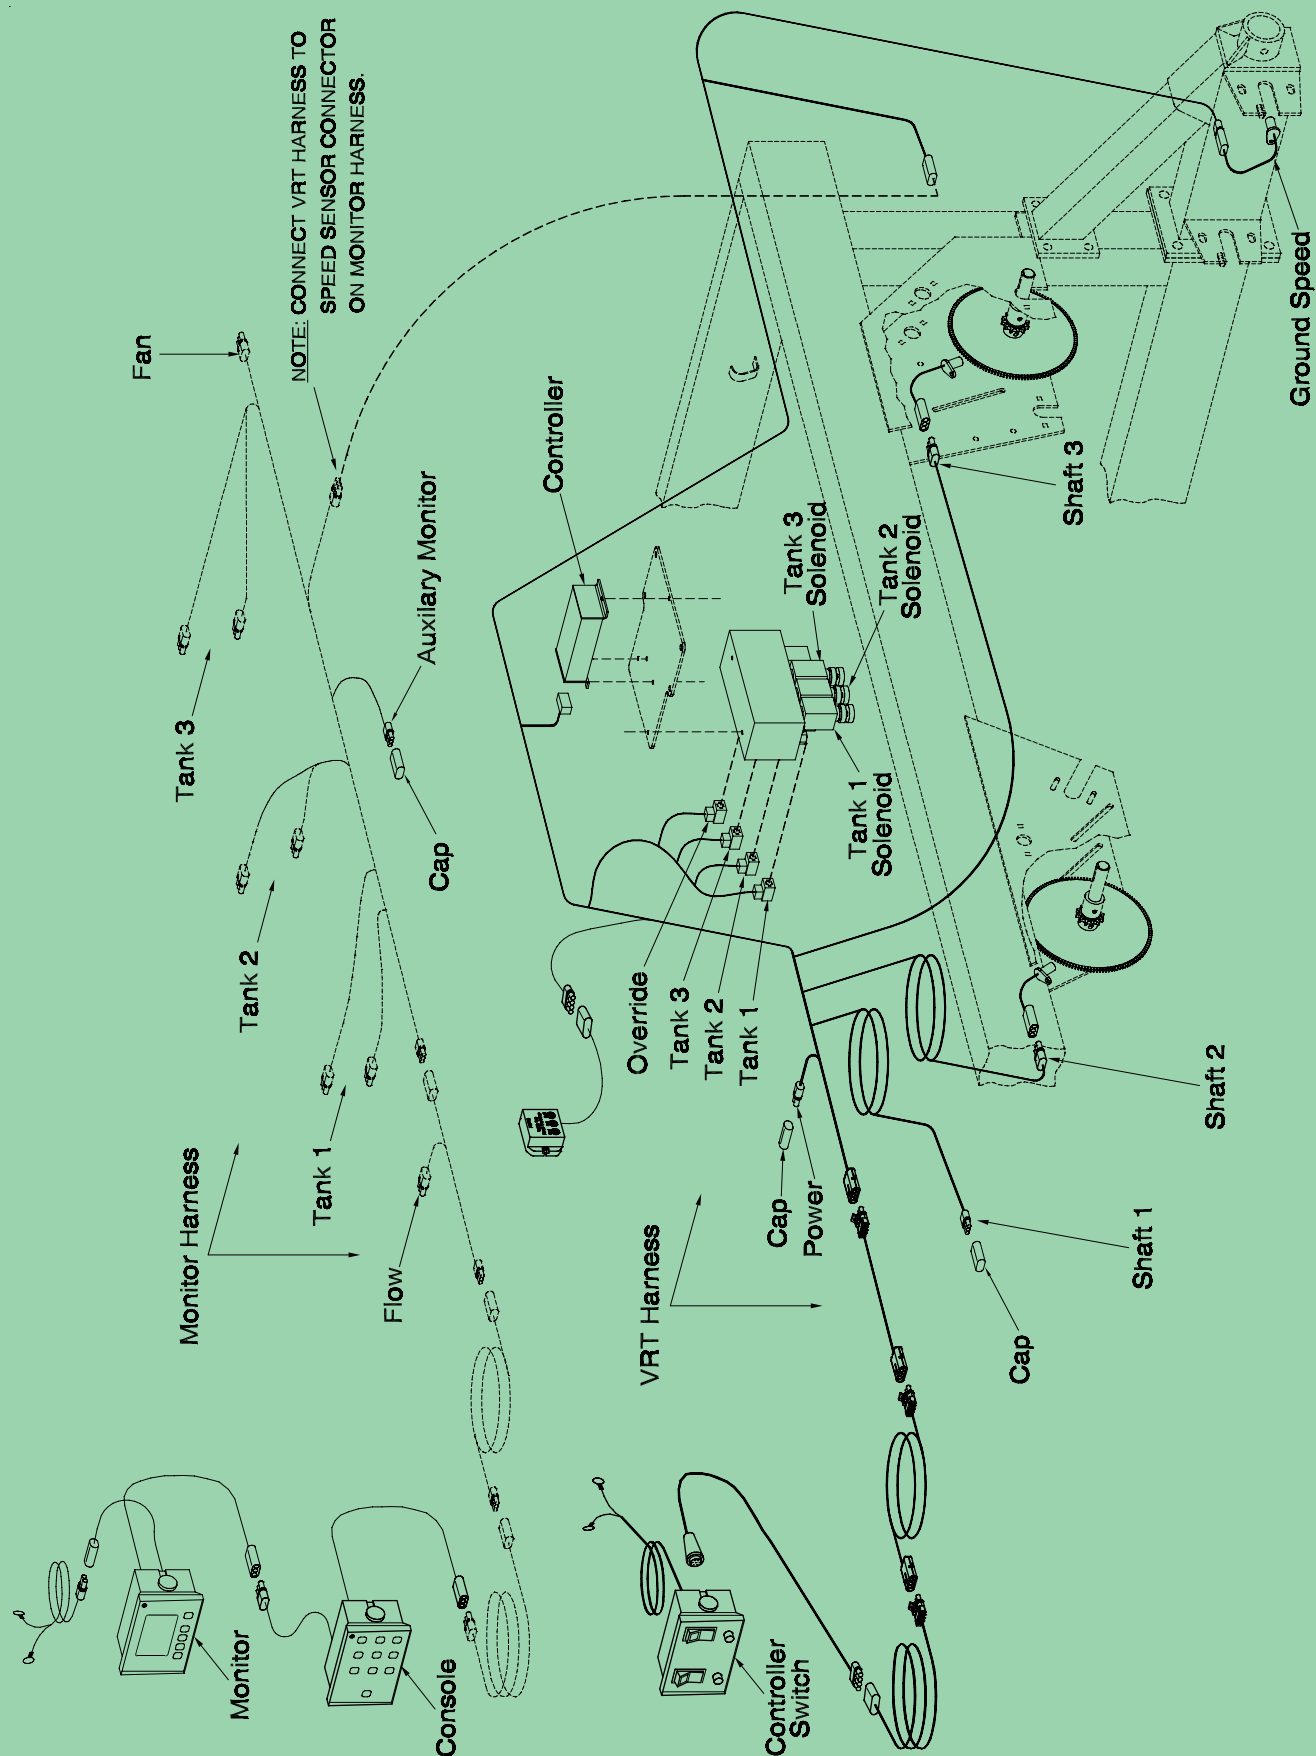 NOTE: CONNECT VRT HARNESS TO
SPEED SENSOR CONNECTOR
ON MONITOR HARNESS.
Fan
Tank 3
Tank 2
Tank 1
Monitor Harness
Flow
Auxilary Monitor
Cap
Monitor
Console
Controller
Tank 3
Solenoid
Tank 2
Solenoid
Tank 1
Solenoid
Override
Tank 3
Tank 2
Tank 1
Cap
Power
VRT Harness
Controller
Switch
Shaft 1
Cap
Shaft 2
Shaft 3
Ground Speed